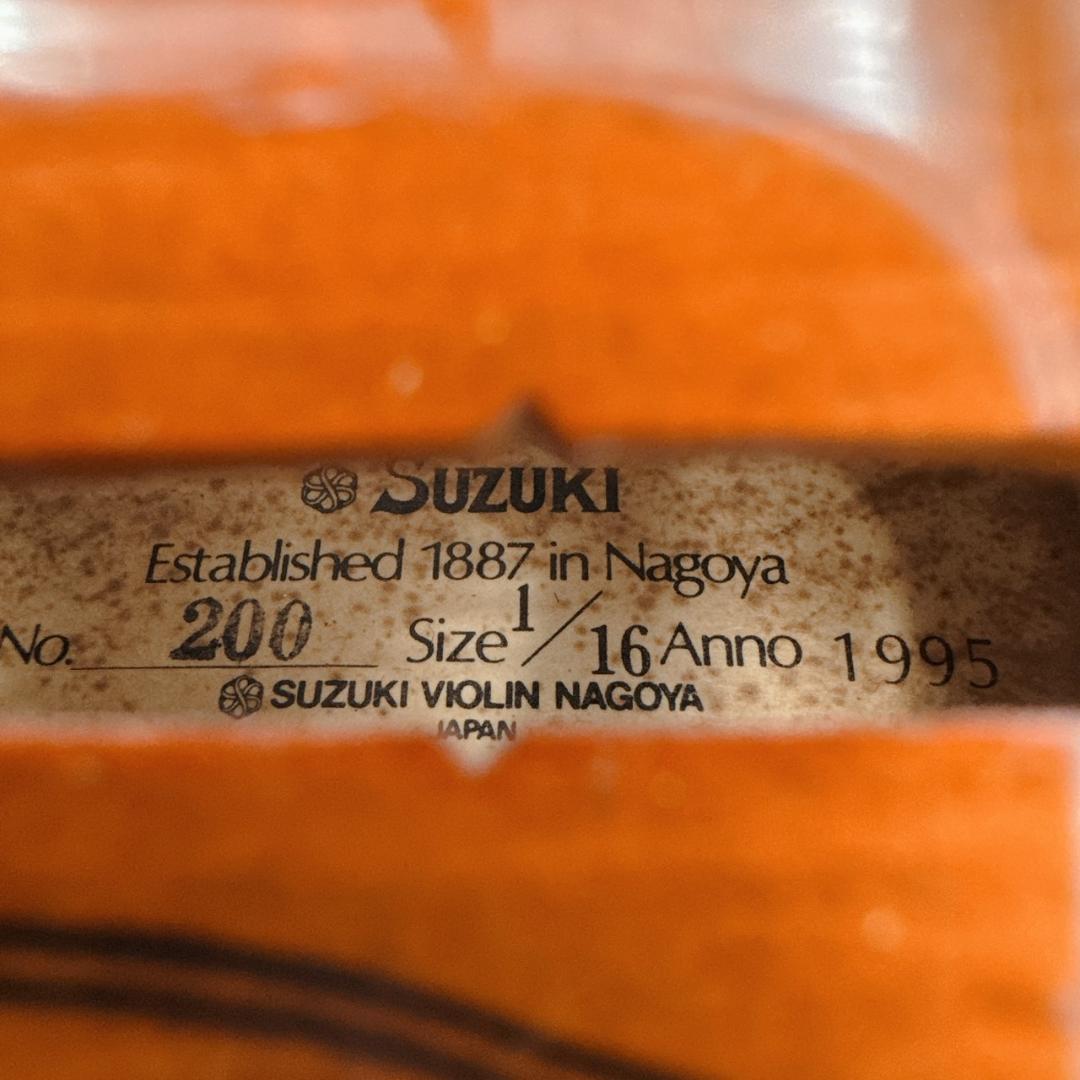 SUZUKI
Established 1887 in Nagoya
No. 200 Size 1/16 Anno 1995
SUZUKI VIOLIN NAGOYA
JAPAN